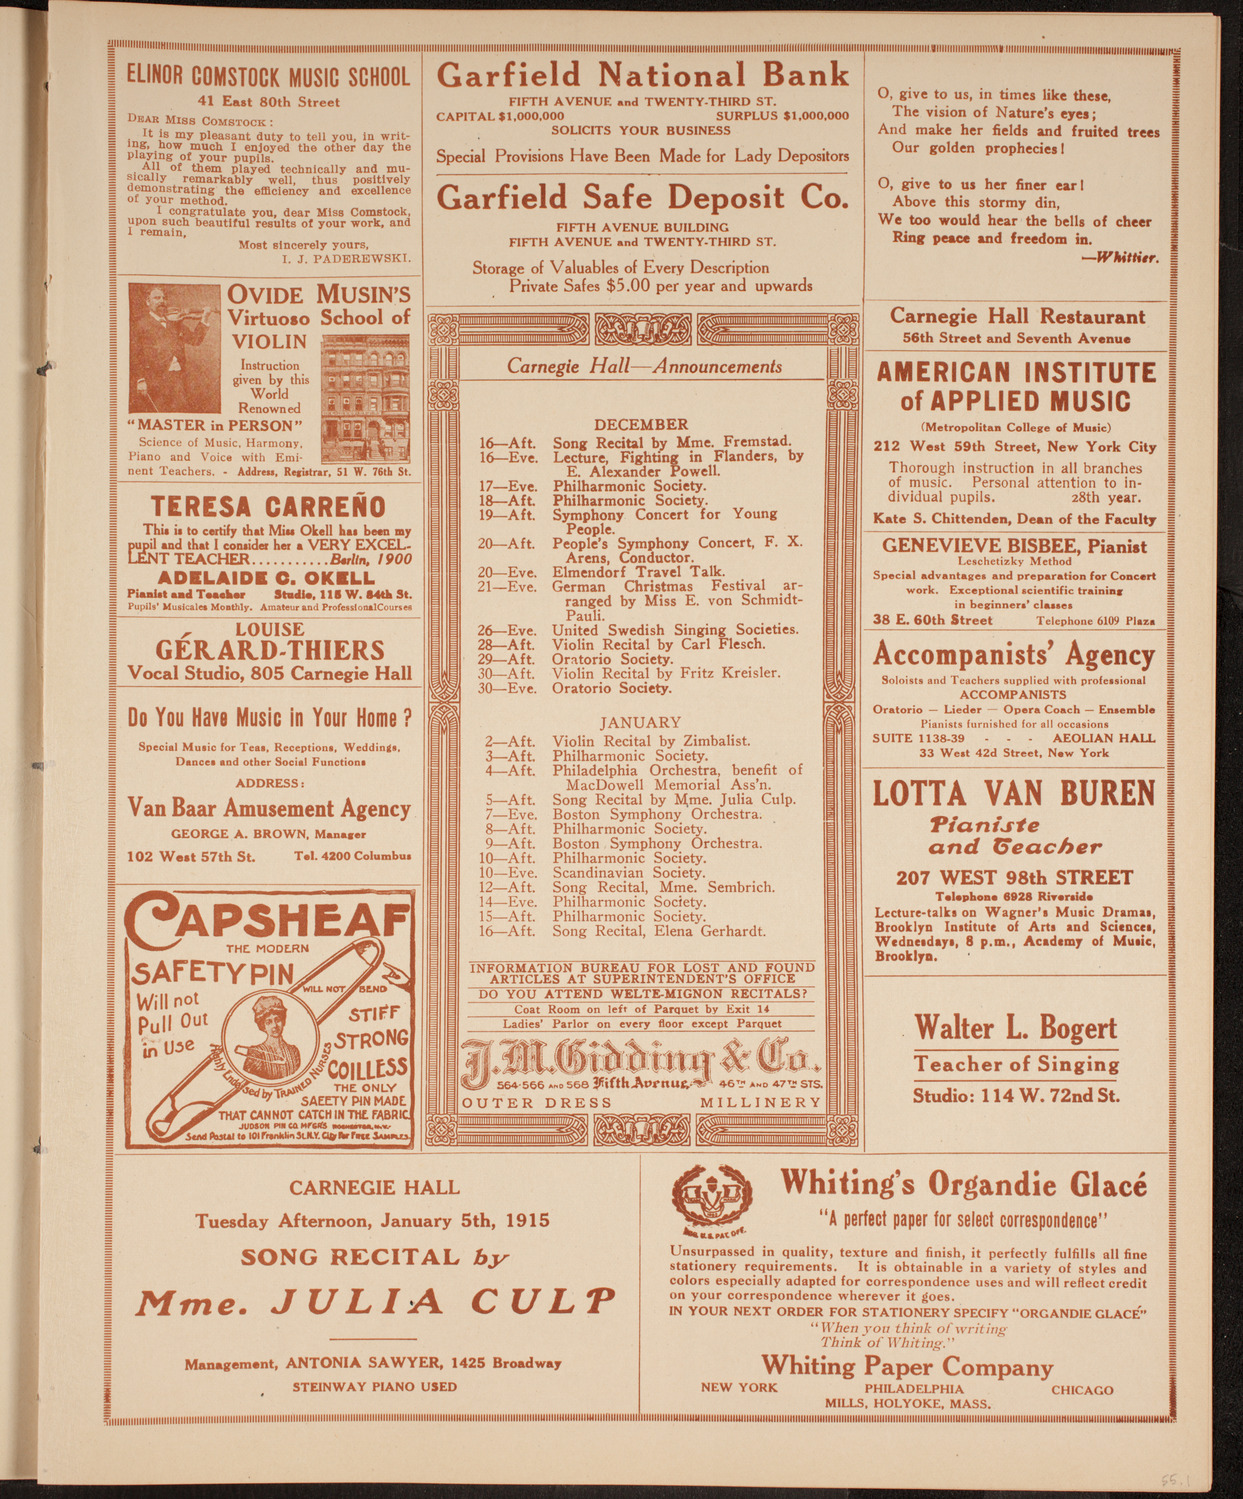 ELINOR COMSTOCK MUSIC SCHOOL
41 East 80th Street
DEAR MISS COMSTOCK:
It is my pleasant duty to tell you, in writ-
ing, how much I enjoyed the other day the
playing of your pupils.
All of them played technically and mu-
sically remarkably well, thus positively
demonstrating the efficiency and excellence
of your method.
I congratulate you, dear Miss Comstock,
upon such beautiful results of your work, and
I remain,
Most sincerely yours,
I. J. PADEREWSKI.
OVIDE MUSIN'S
Virtuoso School of
VIOLIN
Instruction
given by this
World
Renowned
"MASTER in PERSON"
Science of Music, Harmony,
Piano and Voice with Emi-
nent Teachers. - Address, Registrar, 51 W. 76th St.
TERESA CARREÑO
This is to certify that Miss Okell has been my
pupil and that I consider her a VERY EXCEL-
LENT TEACHER...........Berlin, 1900
ADELAIDE C. OKELL
Pianist and Teacher Studio, 115 W. 84th St.
Pupils' Musicales Monthly. Amateur and Professional Courses
LOUISE
GÉRARD-THIERS
Vocal Studio, 805 Carnegie Hall
Do You Have Music in Your Home?
Special Music for Teas, Receptions, Weddings,
Dances and other Social Functions
ADDRESS:
Van Baar Amusement Agency
GEORGE A. BROWN, Manager
102 West 57th St. Tel. 4200 Columbus
CAPSHEAF
THE MODERN
SAFETY PIN
WILL NOT BEND
Will not
Pull Out
in Use
STIFF
STRONG
COILLESS
Highly Endorsed by TRAINED NURSES
THE ONLY
SAFETY PIN MADE
THAT CANNOT CATCH IN THE FABRIC
JUDSON PIN CO. MFGRS ROCHESTER, N.Y.
Send Postal to 101 Franklin St. N.Y. City for FREE SAMPLES
Garfield National Bank
FIFTH AVENUE and TWENTY-THIRD ST.
CAPITAL $1,000,000 SURPLUS $1,000,000
SOLICITS YOUR BUSINESS
Special Provisions Have Been Made for Lady Depositors
Garfield Safe Deposit Co.
FIFTH AVENUE BUILDING
FIFTH AVENUE and TWENTY-THIRD ST.
Storage of Valuables of Every Description
Private Safes $5.00 per year and upwards
Carnegie Hall—Announcements
DECEMBER
16—Aft. Song Recital by Mme. Fremstad.
16—Eve. Lecture, Fighting in Flanders, by
E. Alexander Powell.
17—Eve. Philharmonic Society.
18—Aft. Philharmonic Society.
19—Aft. Symphony Concert for Young
People.
20—Aft. People's Symphony Concert, F. X.
Arens, Conductor.
20—Eve. Elmendorf Travel Talk.
21—Eve. German Christmas Festival ar-
ranged by Miss E. von Schmidt-
Pauli.
26—Eve. United Swedish Singing Societies.
28—Aft. Violin Recital by Carl Flesch.
29—Aft. Oratorio Society.
30—Aft. Violin Recital by Fritz Kreisler.
30—Eve. Oratorio Society.
JANUARY
2—Aft. Violin Recital by Zimbalist.
3—Aft. Philharmonic Society.
4—Aft. Philadelphia Orchestra, benefit of
MacDowell Memorial Ass'n.
5—Aft. Song Recital by Mme. Julia Culp.
7—Eve. Boston Symphony Orchestra.
8—Aft. Philharmonic Society.
9—Aft. Boston Symphony Orchestra.
10—Aft. Philharmonic Society.
10—Eve. Scandinavian Society.
12—Aft. Song Recital, Mme. Sembrich.
14—Eve. Philharmonic Society.
15—Aft. Philharmonic Society.
16—Aft. Song Recital, Elena Gerhardt.
INFORMATION BUREAU FOR LOST AND FOUND
ARTICLES AT SUPERINTENDENT'S OFFICE
DO YOU ATTEND WELTE-MIGNON RECITALS?
Coat Room on left of Parquet by Exit 14
Ladies' Parlor on every floor except Parquet
J. M. Gidding & Co.
564-566 AND 568 Fifth Avenue, 46TH AND 47TH STS.
OUTER DRESS MILLINERY
O, give to us, in times like these,
The vision of Nature's eyes;
And make her fields and fruited trees
Our golden prophecies!
O, give to us her finer ear!
Above this stormy din,
We too would hear the bells of cheer
Ring peace and freedom in.
—Whittier.
Carnegie Hall Restaurant
56th Street and Seventh Avenue
AMERICAN INSTITUTE
of APPLIED MUSIC
(Metropolitan College of Music)
212 West 59th Street, New York City
Thorough instruction in all branches
of music. Personal attention to in-
dividual pupils. 28th year.
Kate S. Chittenden, Dean of the Faculty
GENEVIEVE BISBEE, Pianist
Leschetizky Method
Special advantages and preparation for Concert
work. Exceptional scientific training
in beginners' classes
38 E. 60th Street Telephone 6109 Plaza
Accompanists' Agency
Soloists and Teachers supplied with professional
ACCOMPANISTS
Oratorio — Lieder — Opera Coach — Ensemble
Pianists furnished for all occasions
SUITE 1138-39 - - - AEOLIAN HALL
33 West 42d Street, New York
LOTTA VAN BUREN
Pianiste
and Teacher
207 WEST 98th STREET
Telephone 6928 Riverside
Lecture-talks on Wagner's Music Dramas,
Brooklyn Institute of Arts and Sciences,
Wednesdays, 8 p.m., Academy of Music,
Brooklyn.
Walter L. Bogert
Teacher of Singing
Studio: 114 W. 72nd St.
CARNEGIE HALL
Tuesday Afternoon, January 5th, 1915
SONG RECITAL by
Mme. JULIA CULP
Management, ANTONIA SAWYER, 1425 Broadway
STEINWAY PIANO USED
REG. U.S. PAT. OFF.
Whiting's Organdie Glacé
"A perfect paper for select correspondence"
Unsurpassed in quality, texture and finish, it perfectly fulfills all fine
stationery requirements. It is obtainable in a variety of styles and
colors especially adapted for correspondence uses and will reflect credit
on your correspondence wherever it goes.
IN YOUR NEXT ORDER FOR STATIONERY SPECIFY "ORGANDIE GLACÉ"
"When you think of writing
Think of Whiting."
Whiting Paper Company
NEW YORK PHILADELPHIA CHICAGO
MILLS, HOLYOKE, MASS.
55.1